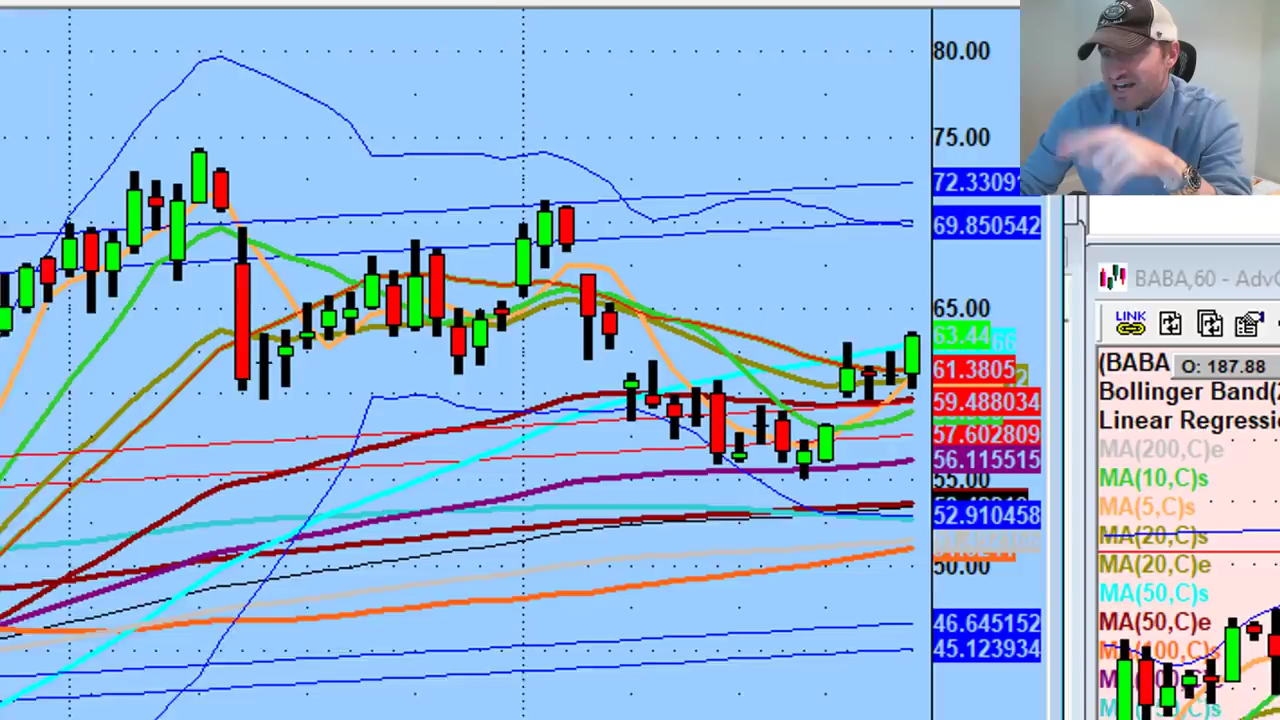 80.00
75.00
72.3309
69.850542
65.00
63.44
61.3805
59.488034
57.602809
56.115515
55.00
52.910458
50.00
46.645152
45.123934
BABA,60 - Adv
LINK
(BABA O: 187.88
Bollinger Band(
Linear Regressi
MA(200,C)e
MA(10,C)s
MA(5,C)s
MA(20,C)s
MA(20,C)e
MA(50,C)s
MA(50,C)e